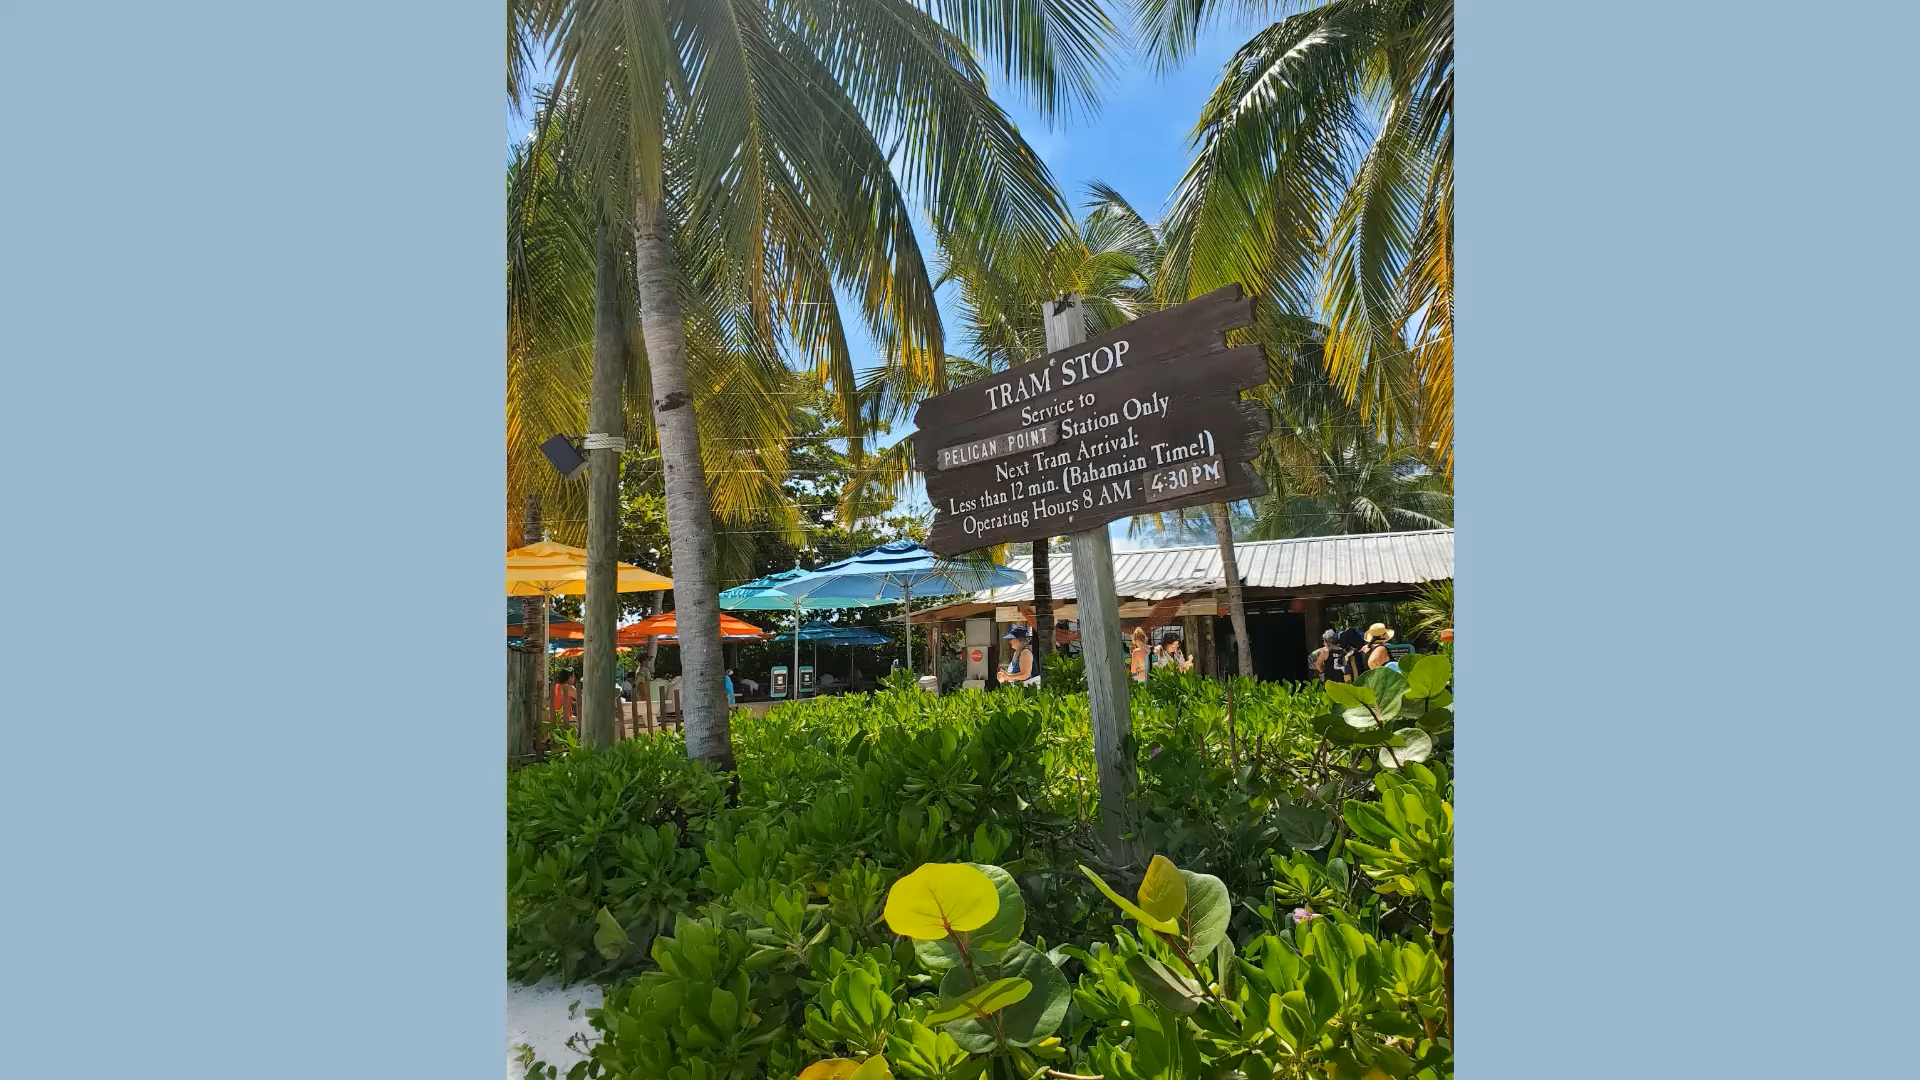 TRAM STOP
Service to
PELICAN POINT Station Only
Next Tram Arrival:
Less than 12 min. (Bahamian Time!)
Operating Hours 8 AM - 4:30 PM